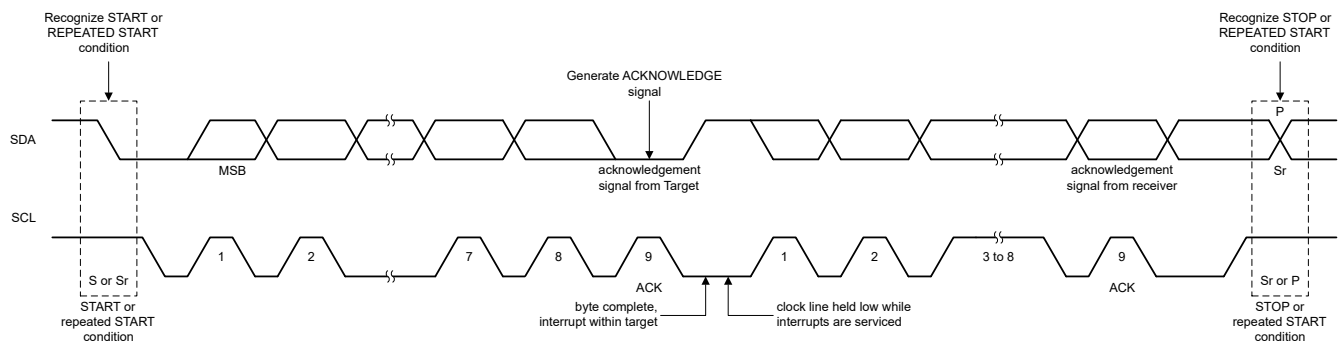 Recognize START or
REPEATED START
condition
Recognize STOP or
REPEATED START
condition
Generate ACKNOWLEDGE
signal
SDA
MSB
acknowledgement
signal from Target
acknowledgement
signal from receiver
P
Sr
SCL
1
2
7
8
9
1
2
3 to 8
9
ACK
ACK
S or Sr
Sr or P
START or
repeated START
condition
byte complete,
interrupt within target
clock line held low while
interrupts are serviced
STOP or
repeated START
condition